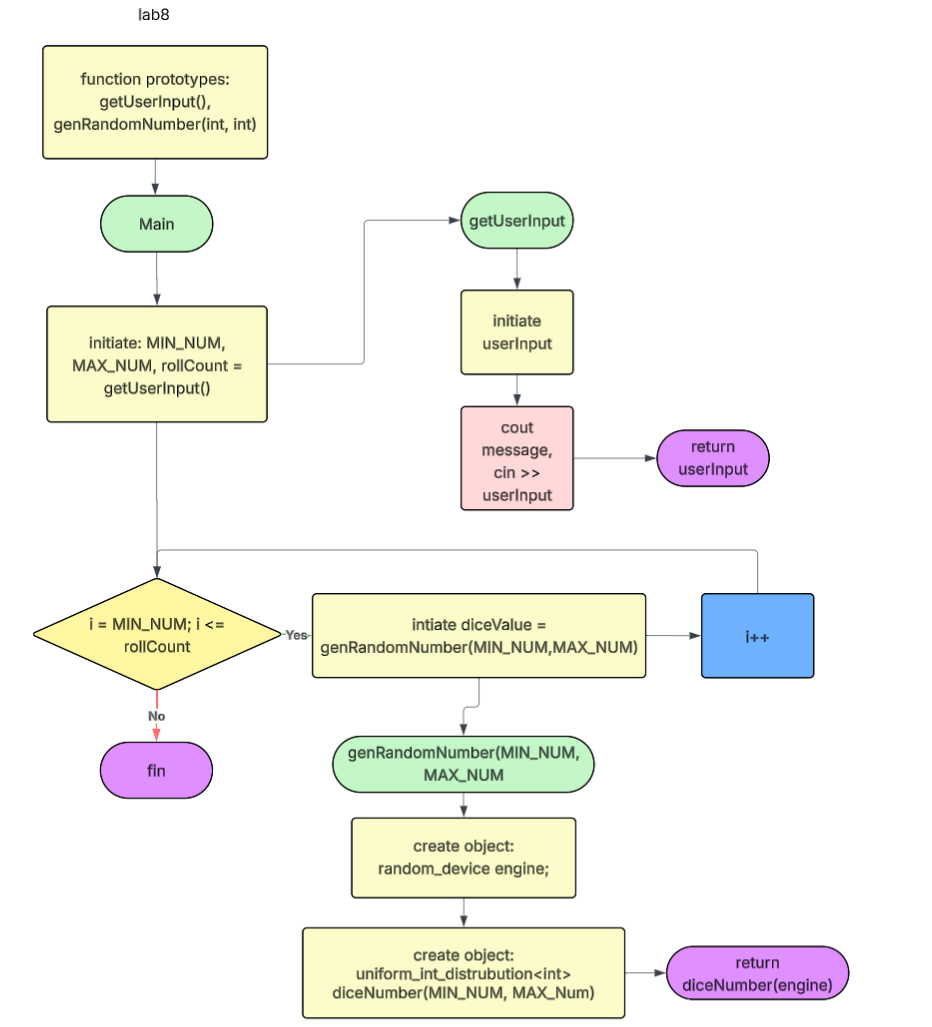 lab8
function prototypes:
getUserInput(),
genRandomNumber(int, int)
Main
getUserInput
initiate: MIN_NUM,
MAX_NUM, rollCount =
getUserInput()
initiate
userInput
cout
message,
cin >>
userInput
return
userInput
i = MIN_NUM; i <=
rollCount
Yes
intiate diceValue =
genRandomNumber(MIN_NUM,MAX_NUM)
i++
No
fin
genRandomNumber(MIN_NUM,
MAX_NUM
create object:
random_device engine;
create object:
uniform_int_distrubution<int>
diceNumber(MIN_NUM, MAX_Num)
return
diceNumber(engine)